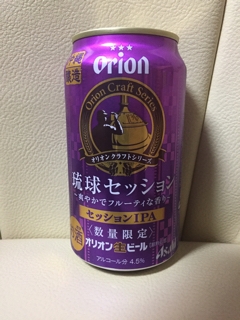 orion
醸造
Orion Craft Series
オリオンクラフトシリーズ
琉球セッション
爽やかでフルーティな香り
セッションIPA
〈数量限定〉
オリオン生ビール
アルコール分 4.5%
Asahi